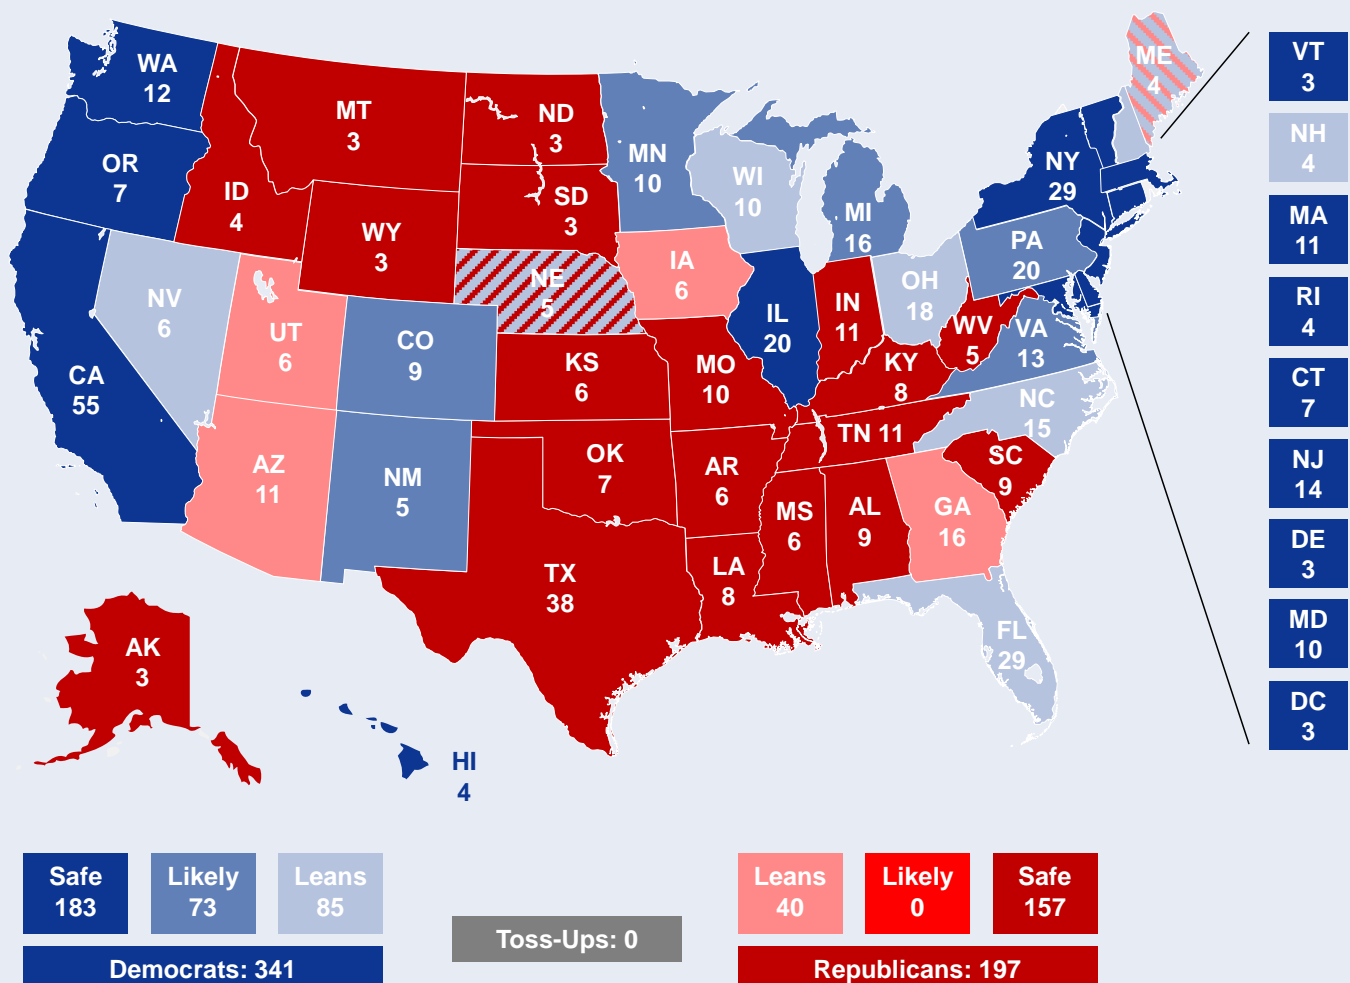 WA
12
OR
7
CA
55
NV
6
ID
4
MT
3
WY
3
UT
6
AZ
11
CO
9
NM
5
ND
3
SD
3
NE
5
KS
6
OK
7
TX
38
MN
10
IA
6
MO
10
AR
6
LA
8
WI
10
IL
20
MS
6
MI
16
IN
11
KY
8
TN 11
AL
9
OH
18
WV
5
GA
16
FL
29
PA
20
VA
13
NC
15
SC
9
NY
29
ME
4
AK
3
HI
4
VT
3
NH
4
MA
11
RI
4
CT
7
NJ
14
DE
3
MD
10
DC
3
Safe
183
Likely
73
Leans
85
Democrats: 341
Toss-Ups: 0
Leans
40
Likely
0
Safe
157
Republicans: 197